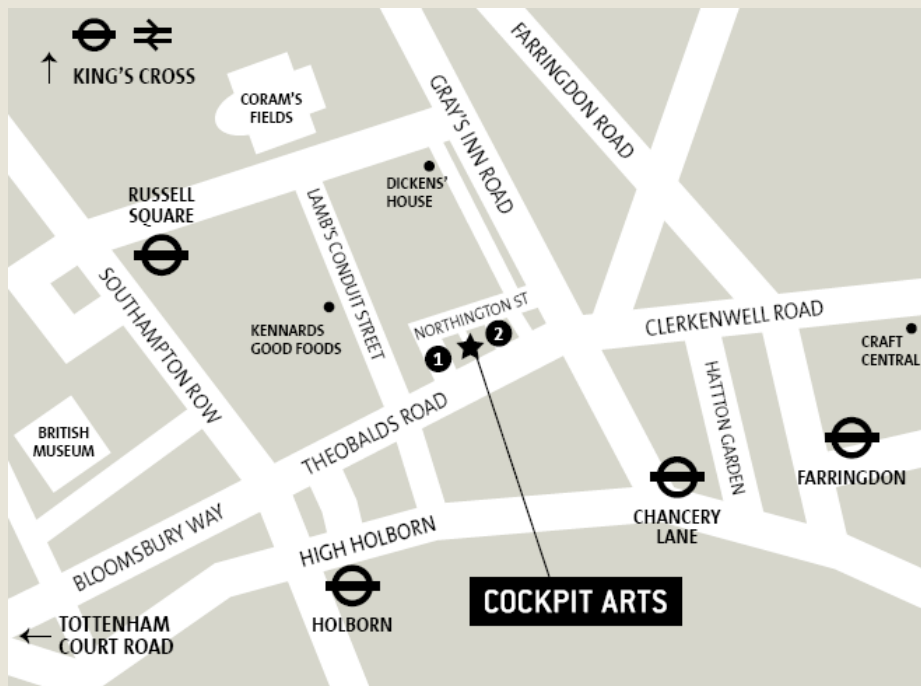 KING'S CROSS
CORAM'S
FIELDS
GRAY'S INN ROAD
FARRINGDON ROAD
DICKENS'
HOUSE
RUSSELL
SQUARE
LAMB'S CONDUIT STREET
SOUTHAMPTON ROW
KENNARDS
GOOD FOODS
NORTHINGTON ST
1
2
CLERKENWELL ROAD
CRAFT
CENTRAL
HATTTON GARDEN
BRITISH
MUSEUM
THEOBALDS ROAD
FARRINGDON
CHANCERY
LANE
BLOOMSBURY WAY
HIGH HOLBORN
HOLBORN
COCKPIT ARTS
TOTTENHAM
COURT ROAD